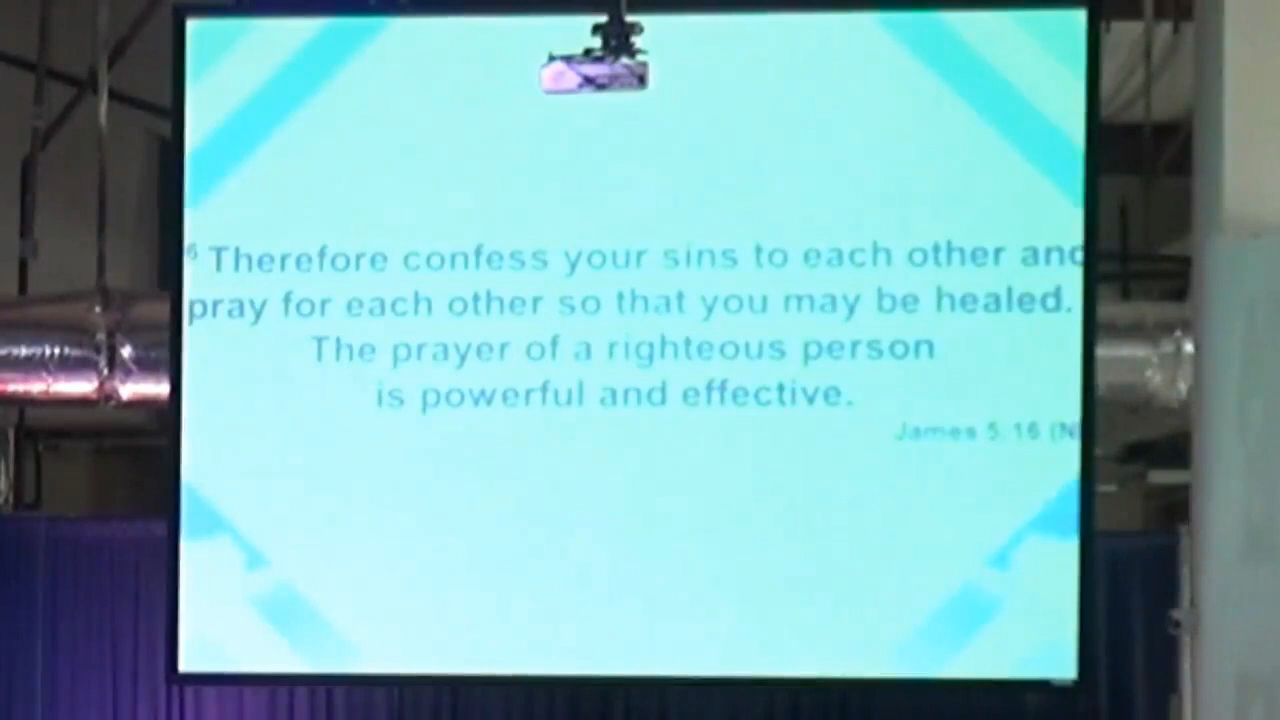 6 Therefore confess your sins to each other and
pray for each other so that you may be healed.
The prayer of a righteous person
is powerful and effective.
James 5:16 (N